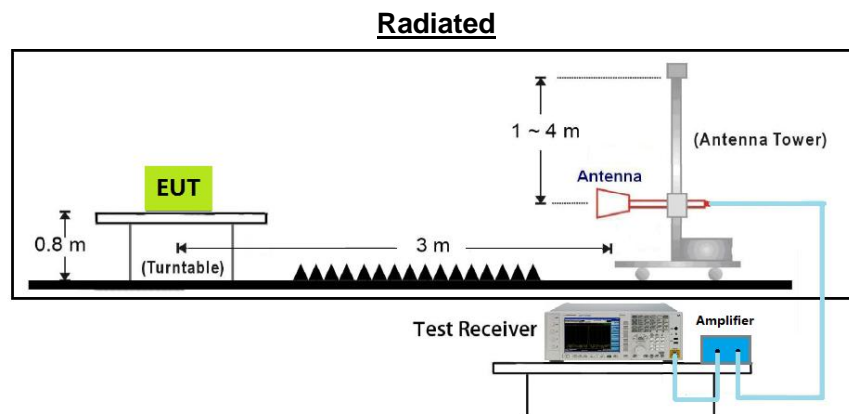 Radiated
1 ~ 4 m
(Antenna Tower)
EUT
Antenna
0.8 m
3 m
(Turntable)
Test Receiver
Amplifier